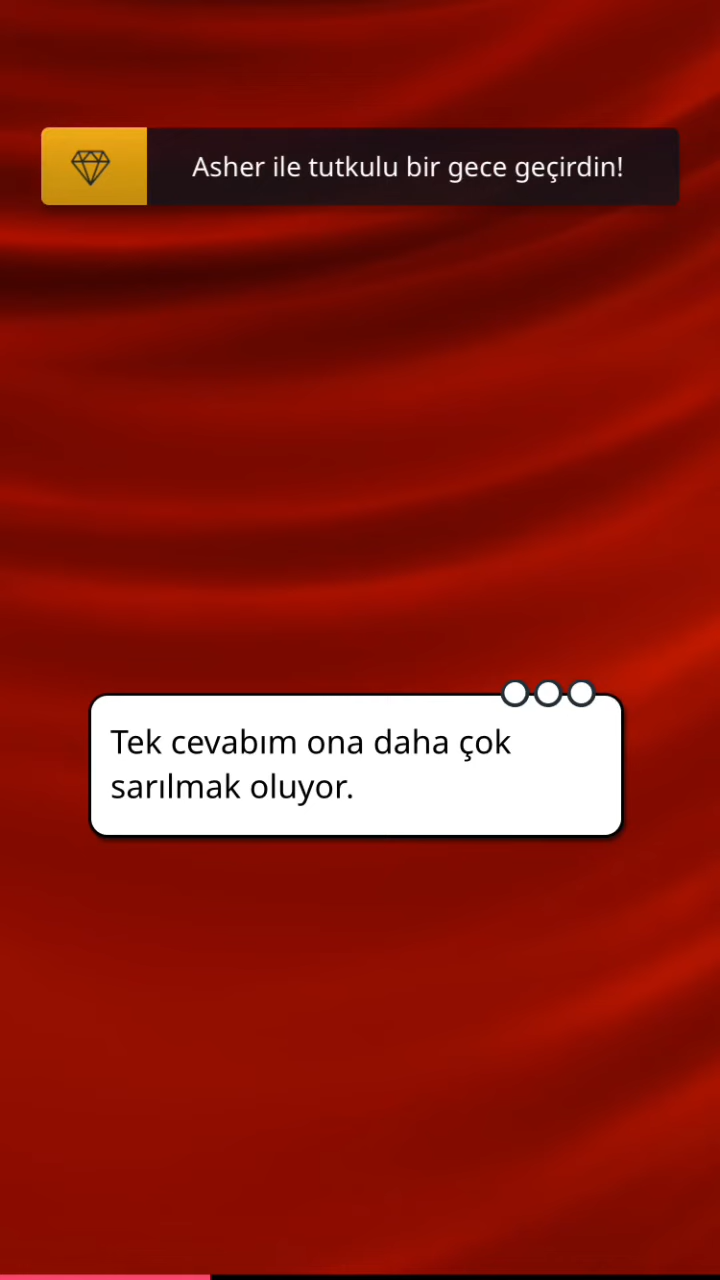 Asher ile tutkulu bir gece geçirdin!
Tek cevabım ona daha çok
sarılmak oluyor.